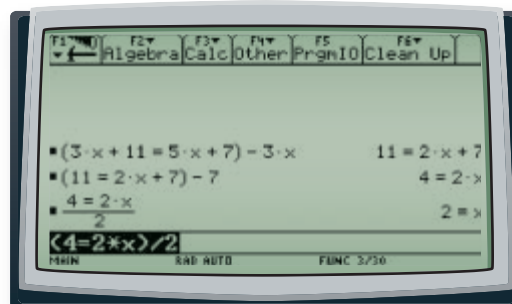 F1 F2 Algebra F3 Calc F4 Other F5 PrgmIO F6 Clean Up
(3·x + 11 = 5·x + 7) − 3·x 11 = 2·x + 7
(11 = 2·x + 7) − 7 4 = 2·x
4 = 2·x
2 2 = x
(4=2*x)/2
MAIN RAD AUTO FUNC 3/30